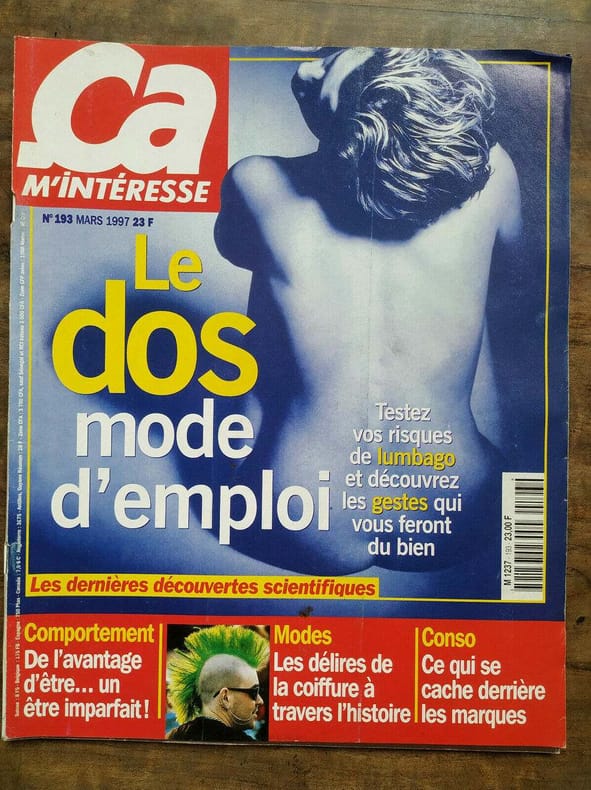 Ça
M'INTÉRESSE
N° 193 MARS 1997 23 F
Le
dos
mode
d'emploi
Testez
vos risques
de lumbago
et découvrez
les gestes qui
vous feront
du bien
Les dernières découvertes scientifiques
M 1237 - 193 - 23,00 F
Comportement
De l'avantage
d'être... un
être imparfait !
Modes
Les délires de
la coiffure à
travers l'histoire
Conso
Ce qui se
cache derrière
les marques